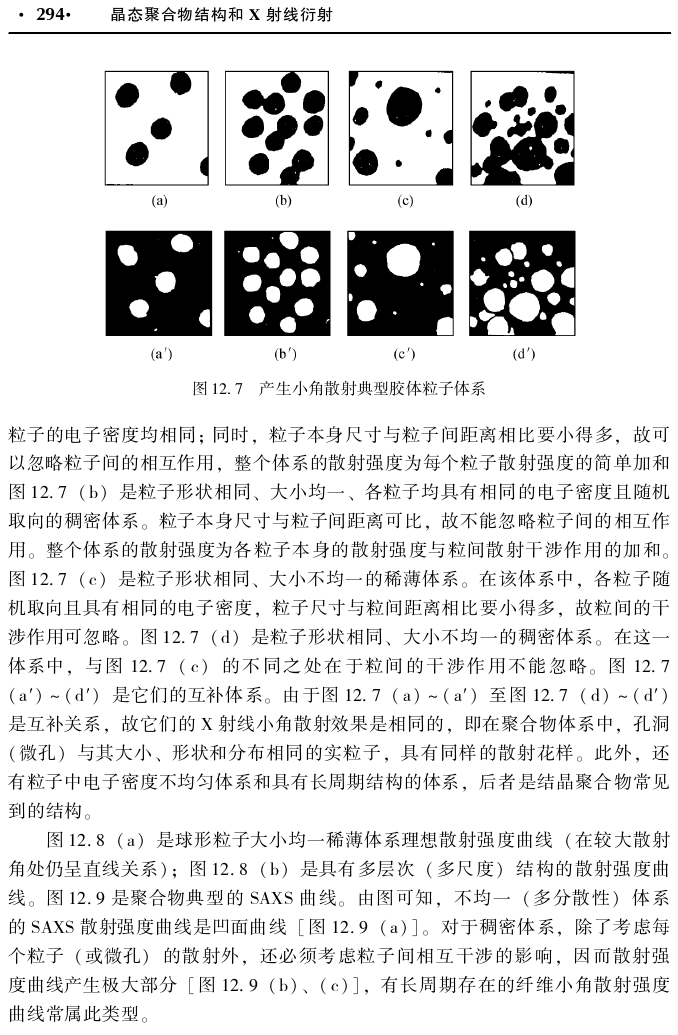 · 294· 晶态聚合物结构和 X 射线衍射
(a) (b) (c) (d)
(a′) (b′) (c′) (d′)
图 12. 7 产生小角散射典型胶体粒子体系
粒子的电子密度均相同；同时，粒子本身尺寸与粒子间距离相比要小得多，故可
以忽略粒子间的相互作用，整个体系的散射强度为每个粒子散射强度的简单加和
图 12. 7 (b) 是粒子形状相同、大小均一、各粒子均具有相同的电子密度且随机
取向的稠密体系。粒子本身尺寸与粒子间距离可比，故不能忽略粒子间的相互作
用。整个体系的散射强度为各粒子本身的散射强度与粒间散射干涉作用的加和。
图 12. 7 (c) 是粒子形状相同、大小不均一的稀薄体系。在该体系中，各粒子随
机取向且具有相同的电子密度，粒子尺寸与粒间距离相比要小得多，故粒间的干
涉作用可忽略。图 12. 7 (d) 是粒子形状相同、大小不均一的稠密体系。在这一
体系中，与图 12. 7 (c) 的不同之处在于粒间的干涉作用不能忽略。图 12. 7
(a′) ~ (d′) 是它们的互补体系。由于图 12. 7 (a) ~ (a′) 至图 12. 7 (d) ~ (d′)
是互补关系，故它们的 X 射线小角散射效果是相同的，即在聚合物体系中，孔洞
(微孔) 与其大小、形状和分布相同的实粒子，具有同样的散射花样。此外，还
有粒子中电子密度不均匀体系和具有长周期结构的体系，后者是结晶聚合物常见
到的结构。
图 12. 8 (a) 是球形粒子大小均一稀薄体系理想散射强度曲线 (在较大散射
角处仍呈直线关系)；图 12. 8 (b) 是具有多层次 (多尺度) 结构的散射强度曲
线。图 12. 9 是聚合物典型的 SAXS 曲线。由图可知，不均一 (多分散性) 体系
的 SAXS 散射强度曲线是凹面曲线 [图 12. 9 (a)]。对于稠密体系，除了考虑每
个粒子 (或微孔) 的散射外，还必须考虑粒子间相互干涉的影响，因而散射强
度曲线产生极大部分 [图 12. 9 (b)、(c)]，有长周期存在的纤维小角散射强度
曲线常属此类型。